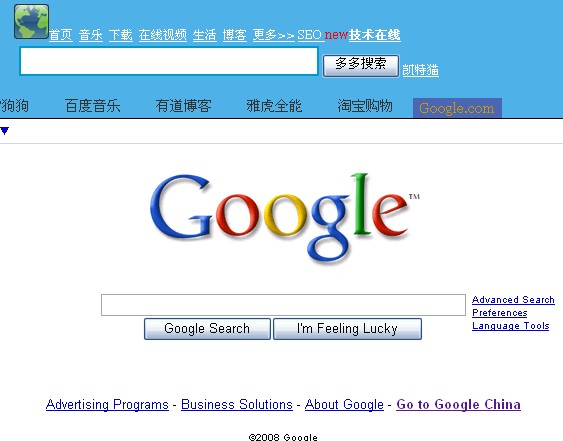 首页 音乐 下载 在线视频 生活 博客 更多>> SEO new技术在线
多多搜索 凯特猫
狗狗 百度音乐 有道博客 雅虎全能 淘宝购物 Google.com
Google™
Advanced Search
Preferences
Language Tools
Google Search I'm Feeling Lucky
Advertising Programs - Business Solutions - About Google - Go to Google China
©2008 Google